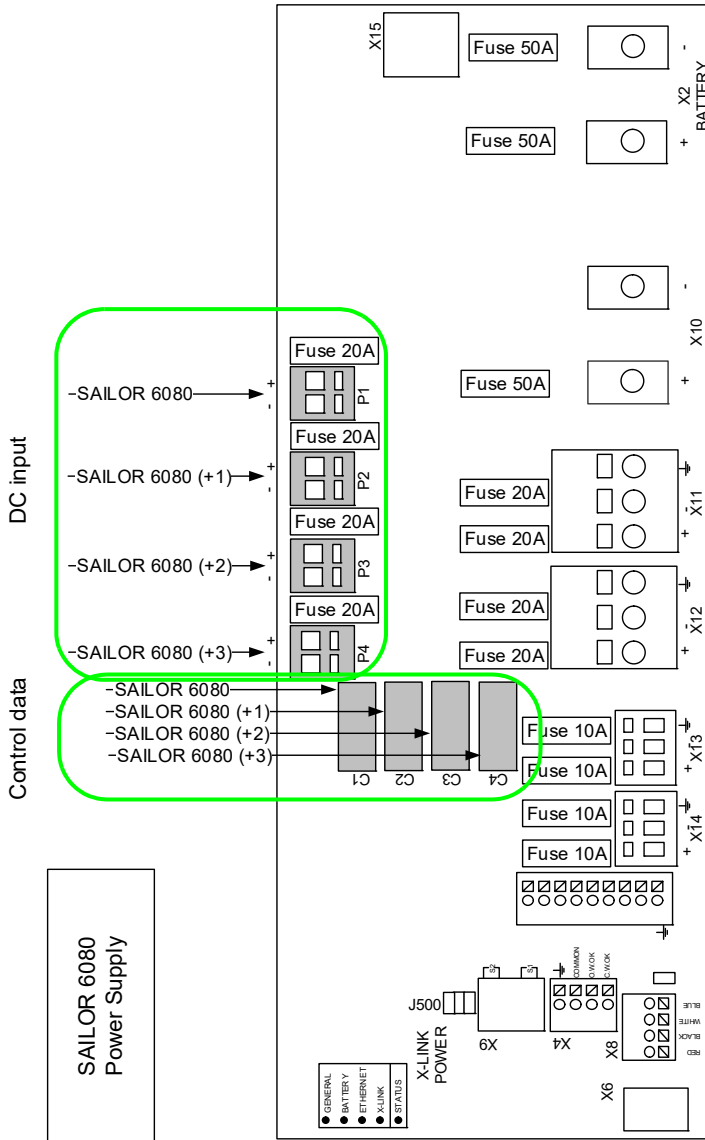 X15
Fuse 50A
-
X2
BATTERY
Fuse 50A
+
-
X10
Fuse 50A
+
DC input
Fuse 20A
-SAILOR 6080
+
-
P1
Fuse 20A
-SAILOR 6080 (+1)
+
-
P2
Fuse 20A
-SAILOR 6080 (+2)
+
-
P3
Fuse 20A
-SAILOR 6080 (+3)
+
-
P4
Fuse 20A
Fuse 20A
-
X11
+
Fuse 20A
Fuse 20A
-
X12
+
Control data
-SAILOR 6080
-SAILOR 6080 (+1)
-SAILOR 6080 (+2)
-SAILOR 6080 (+3)
C1
C2
C3
C4
Fuse 10A
Fuse 10A
-
X13
+
Fuse 10A
Fuse 10A
-
X14
+
SAILOR 6080
Power Supply
S2
S1
COMMON
O.W.OK
C.W.OK
J500
X-LINK
POWER
X9
X4
X8
BLUE
WHITE
BLACK
RED
X6
GENERAL
BATTERY
ETHERNET
X-LINK
STATUS